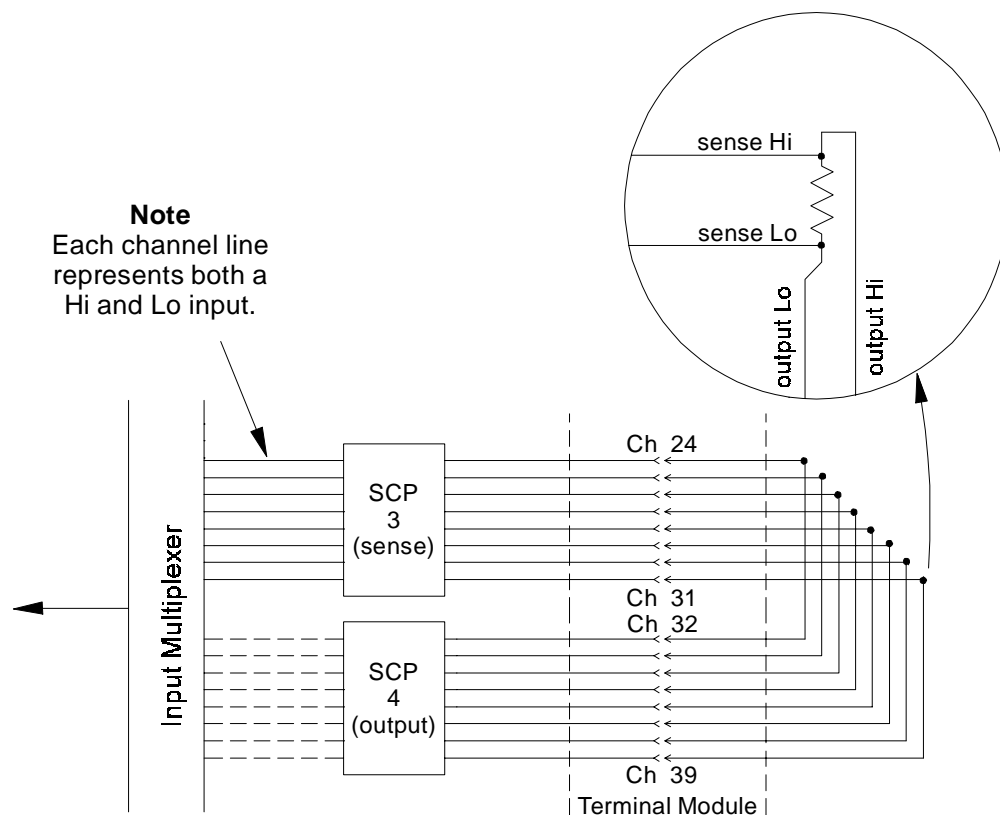 sense Hi
sense Lo
output Lo
output Hi
Note
Each channel line
represents both a
Hi and Lo input.
Input Multiplexer
SCP
3
(sense)
Ch 24
Ch 31
Ch 32
SCP
4
(output)
Ch 39
Terminal Module